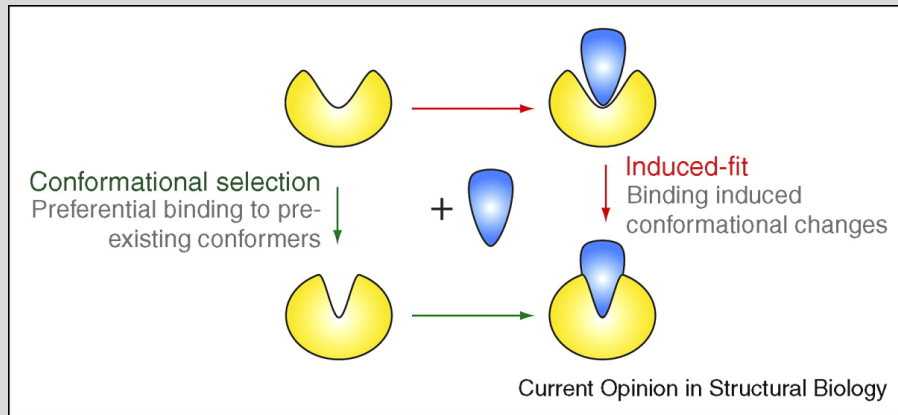 Conformational selection
Preferential binding to pre-
existing conformers
+
Induced-fit
Binding induced
conformational changes
Current Opinion in Structural Biology